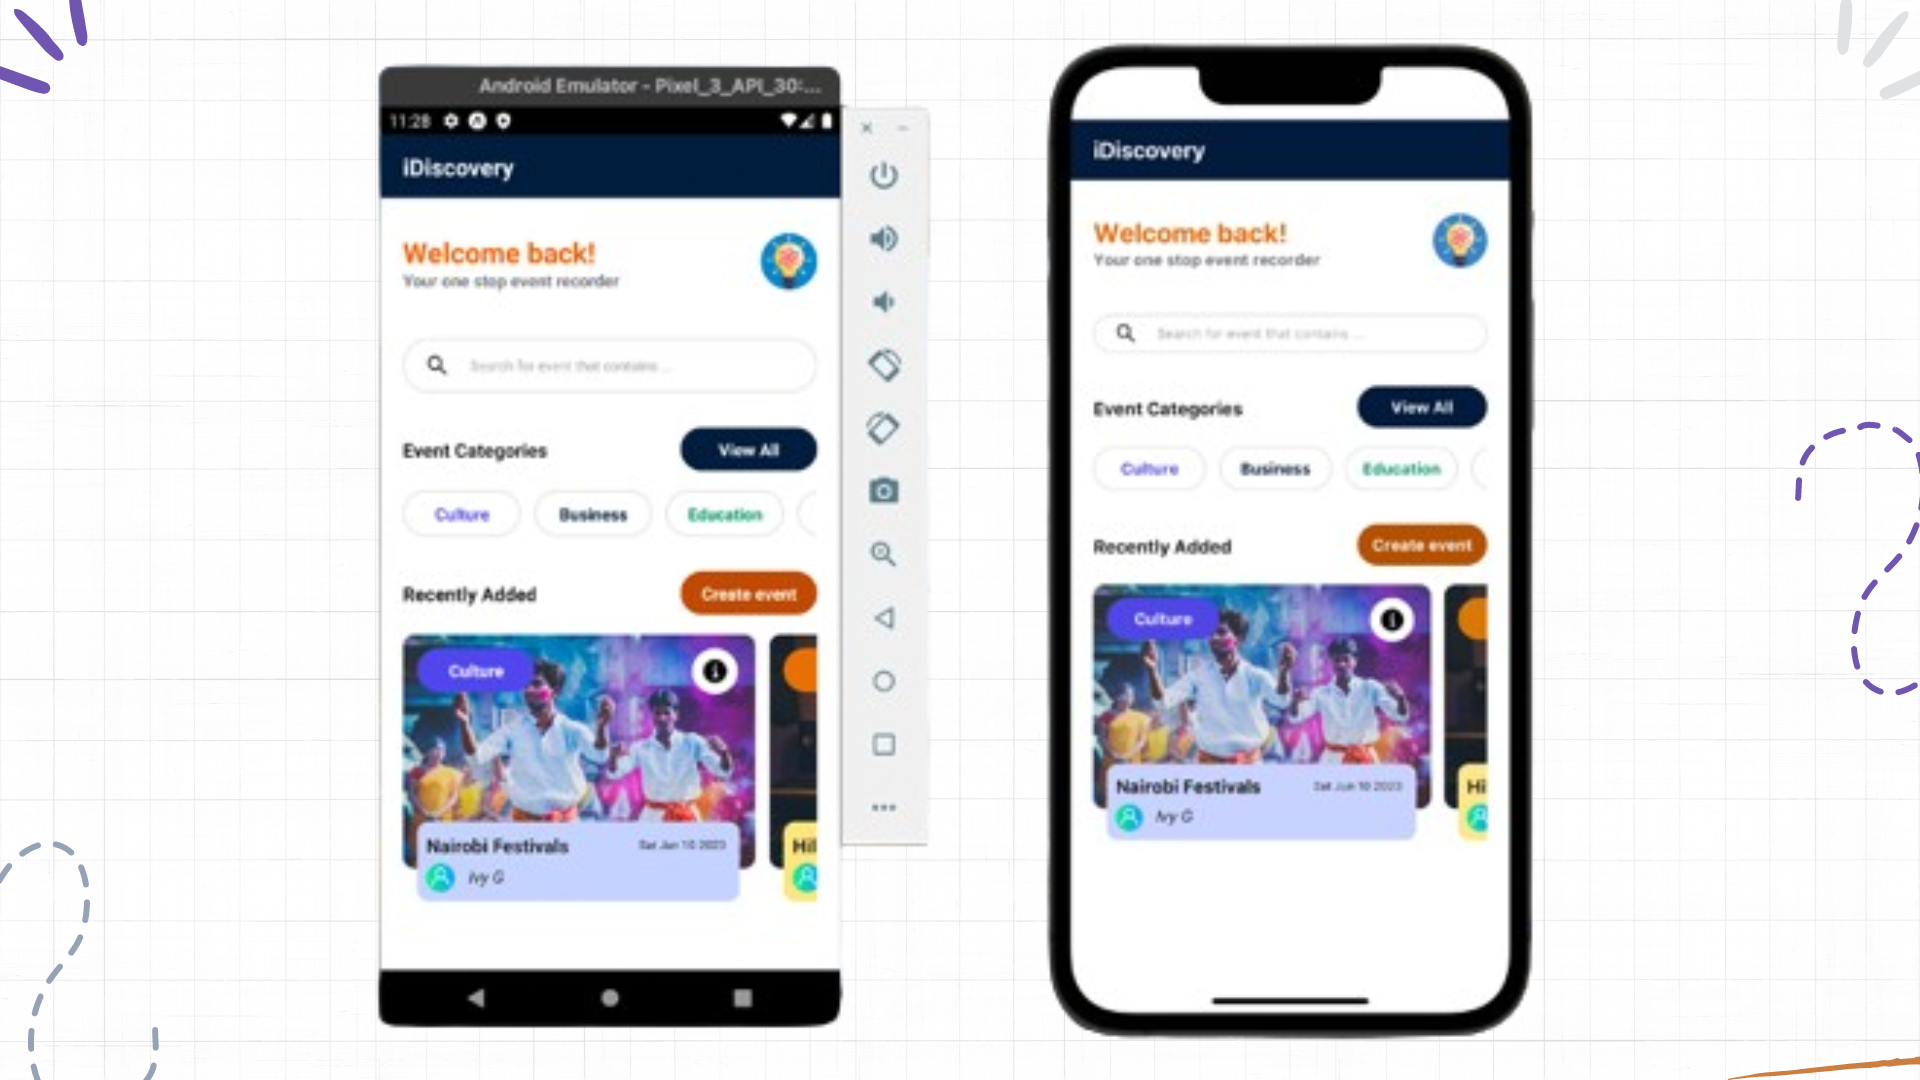 Android Emulator - Pixel_3_API_30:...
11:28
iDiscovery
Welcome back!
Your one stop event recorder
Search for event that contains ...
Event Categories
View All
Culture
Business
Education
Recently Added
Create event
Culture
Nairobi Festivals
Sat Jun 10 2023
Ivy G
Hil
iDiscovery
Welcome back!
Your one stop event recorder
Search for event that contains ...
Event Categories
View All
Culture
Business
Education
Recently Added
Create event
Culture
Nairobi Festivals
Sat Jun 10 2023
Ivy G
Hi